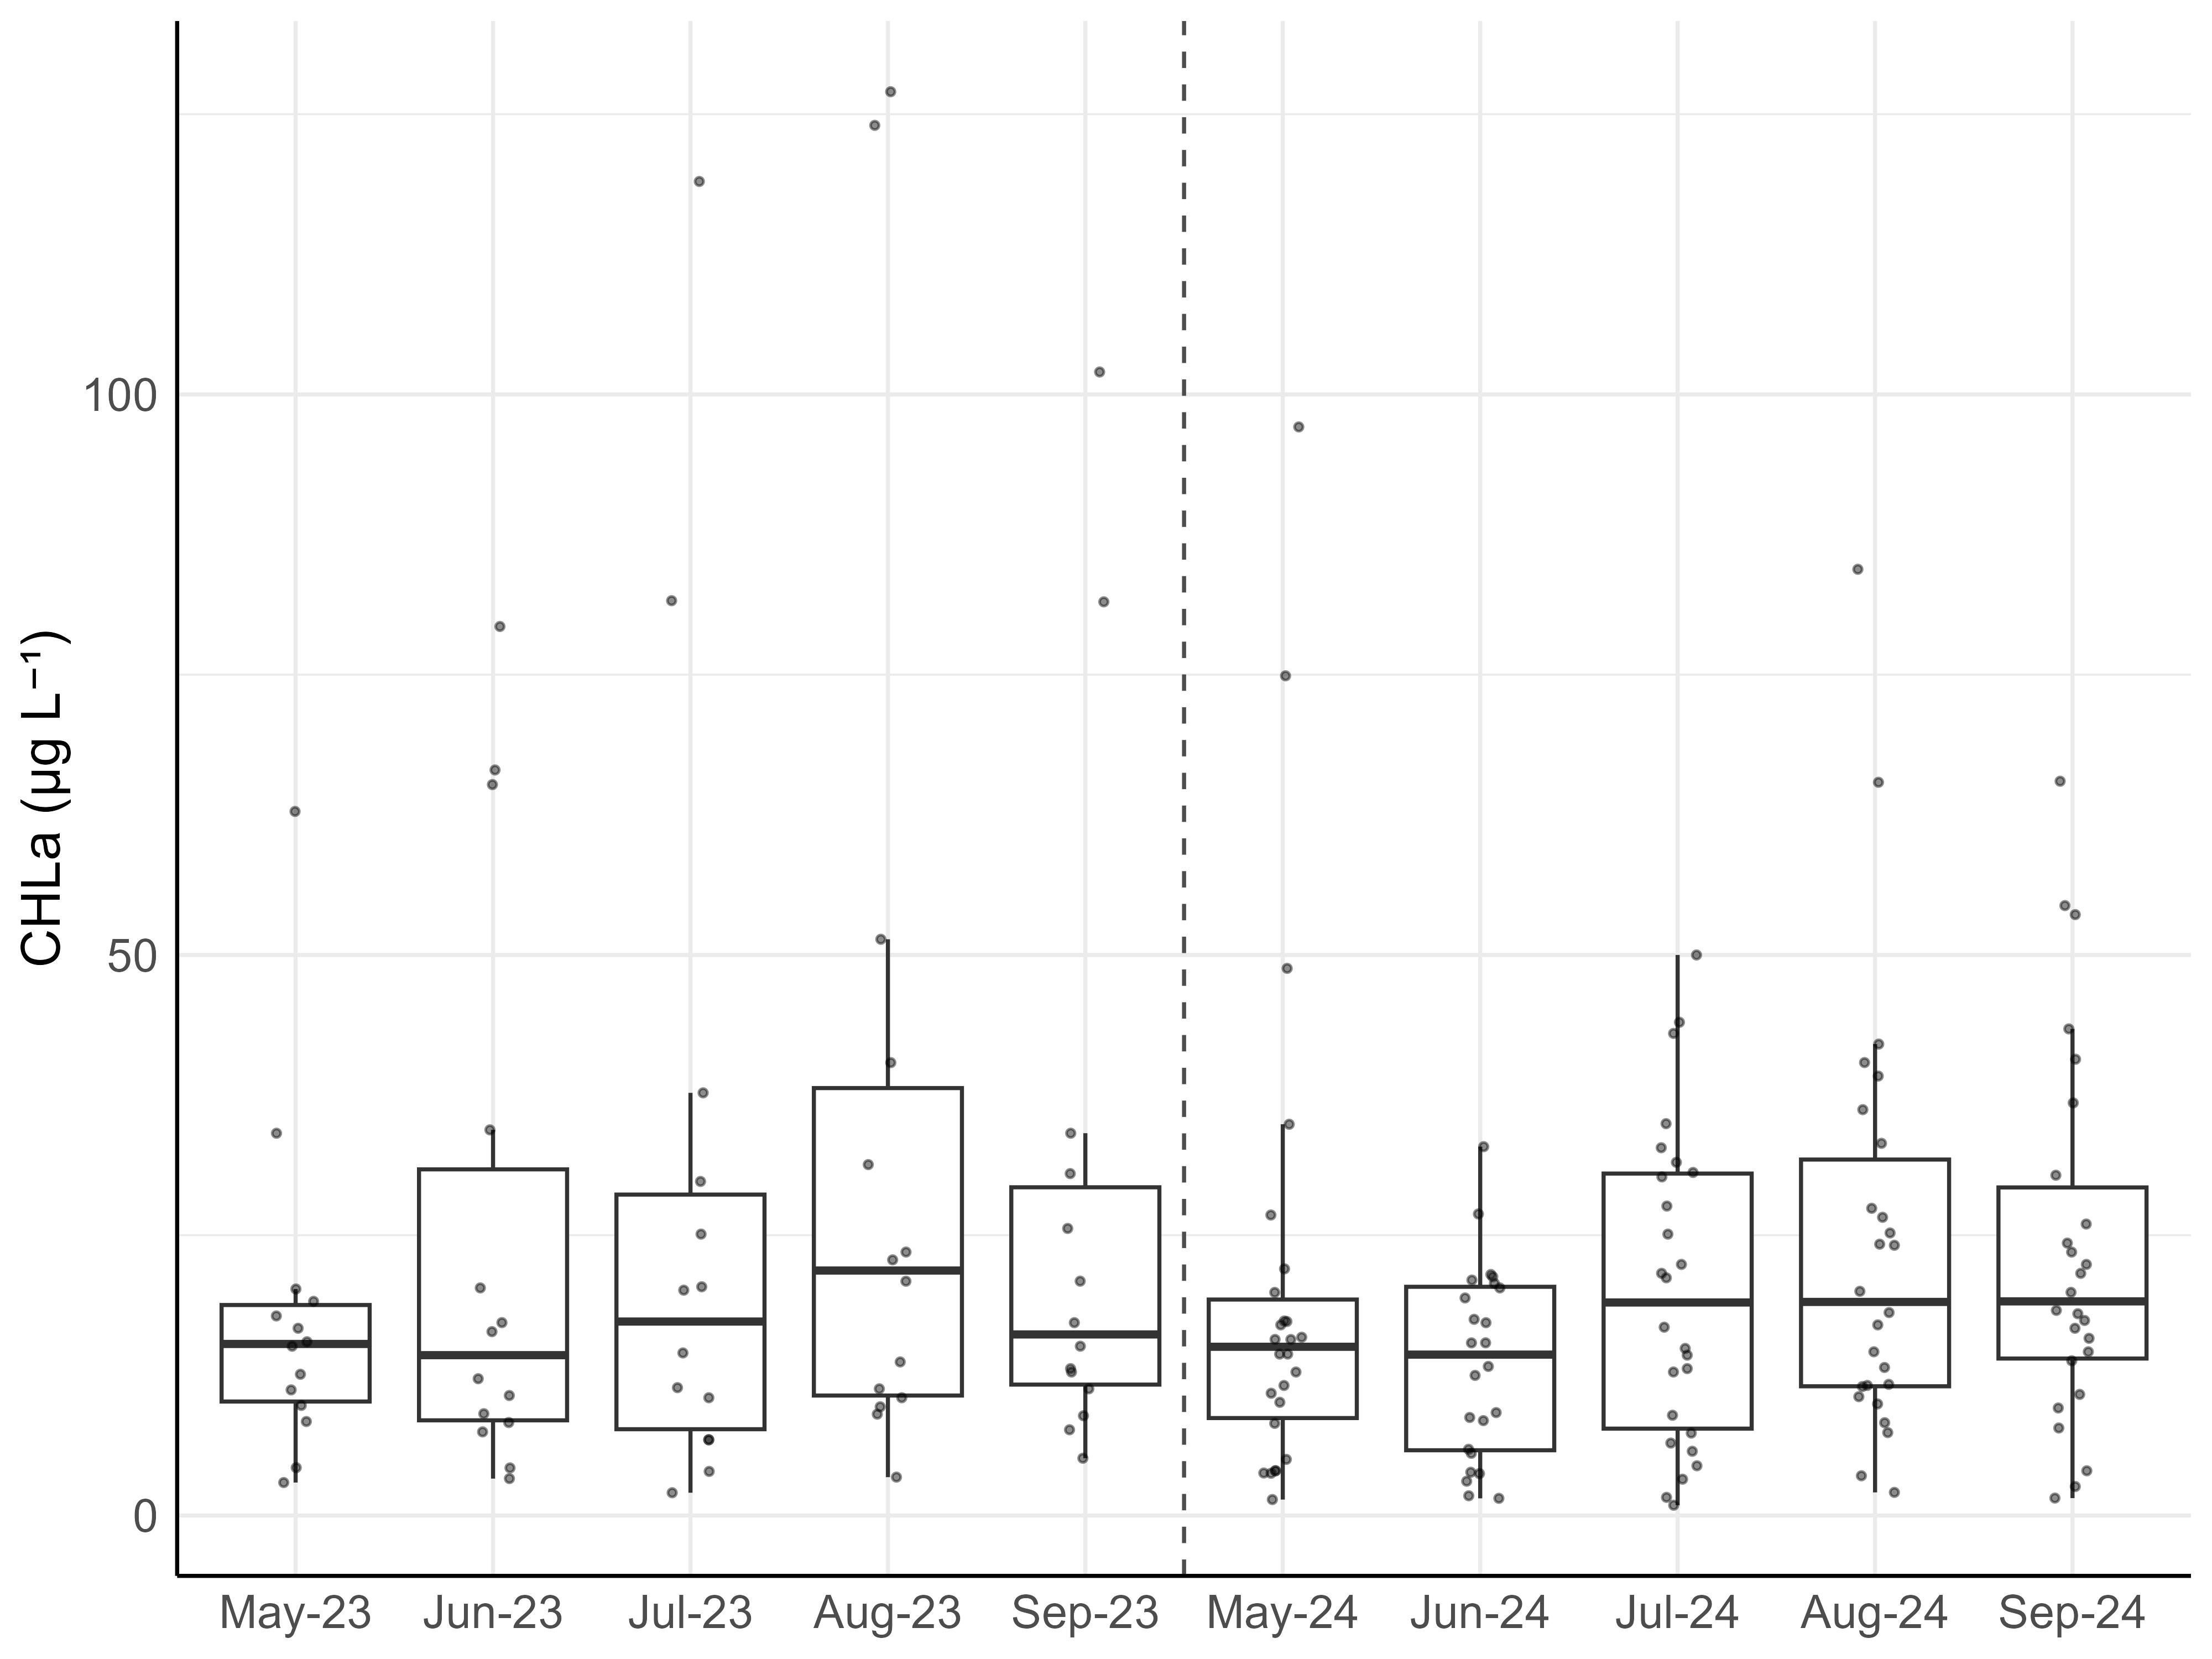 CHLa (µg L⁻¹)
100
50
0
May-23 Jun-23 Jul-23 Aug-23 Sep-23 May-24 Jun-24 Jul-24 Aug-24 Sep-24